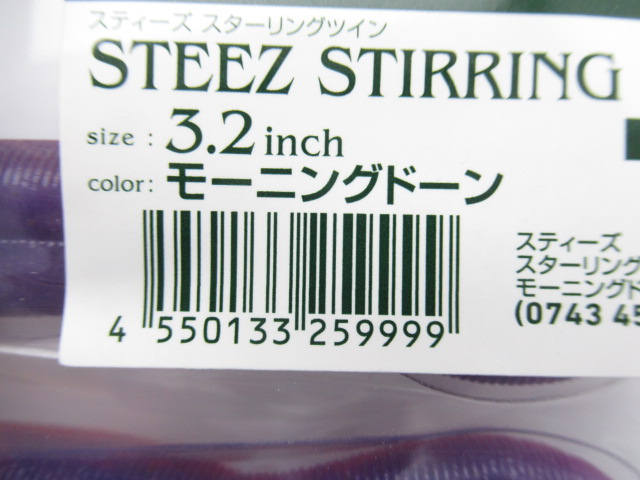 スティーズ スターリングツイン
STEEZ STIRRING
size : 3.2 inch
color: モーニングドーン
4 550133 259999
スティーズ
スターリング
モーニングド
(0743 45